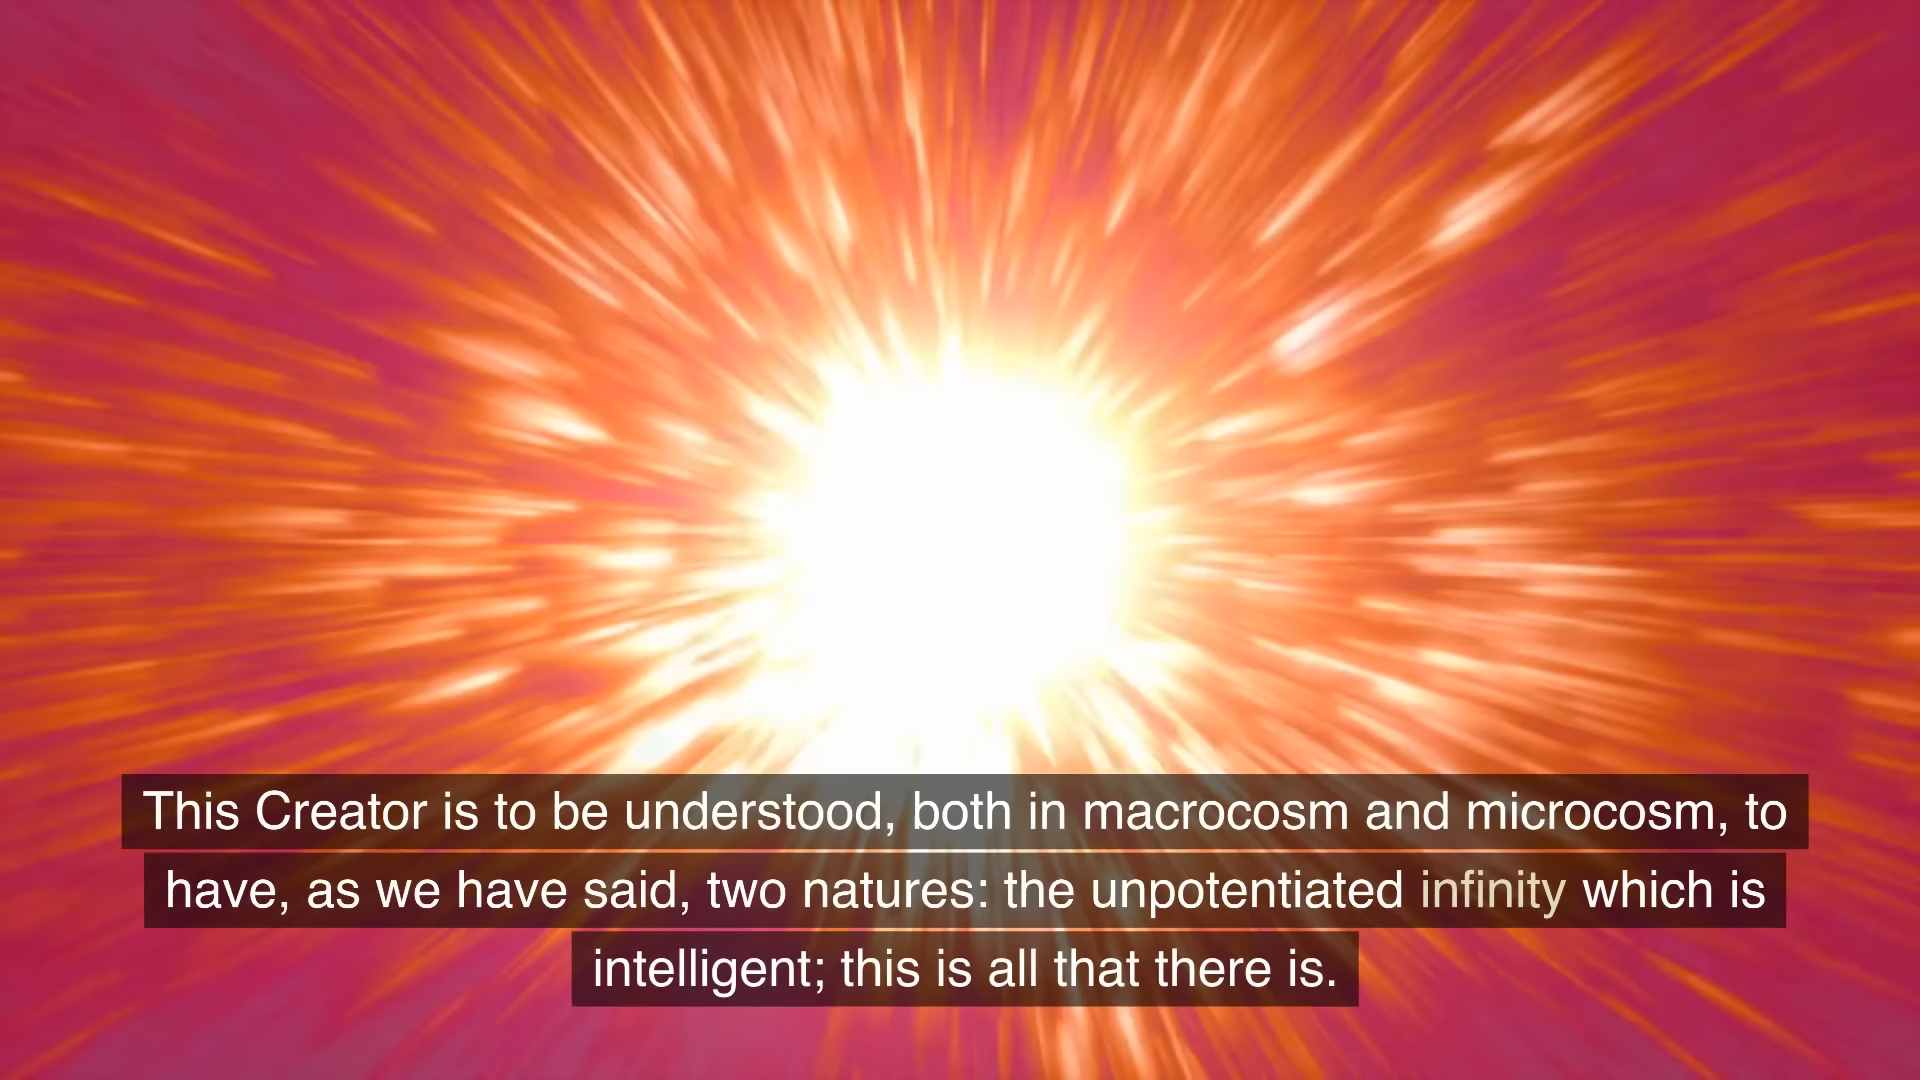 This Creator is to be understood, both in macrocosm and microcosm, to
have, as we have said, two natures: the unpotentiated infinity which is
intelligent; this is all that there is.